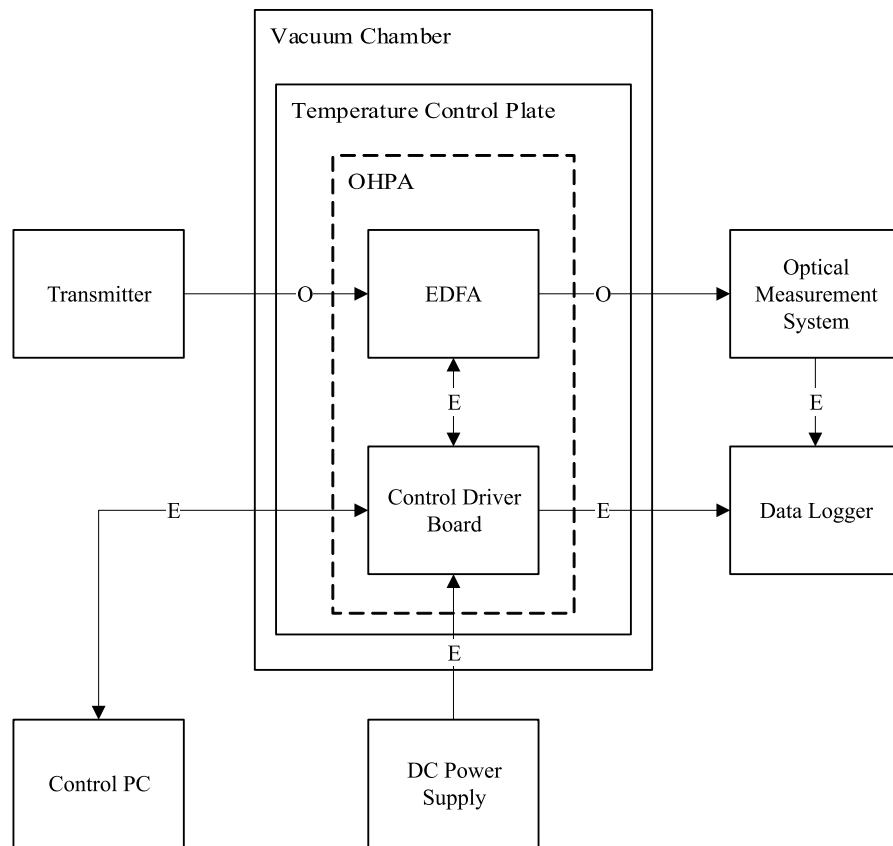 Vacuum Chamber
Temperature Control Plate
OHPA
Transmitter
O
EDFA
O
Optical
Measurement
System
E
E
E
Control Driver
Board
E
Data Logger
E
Control PC
DC Power
Supply